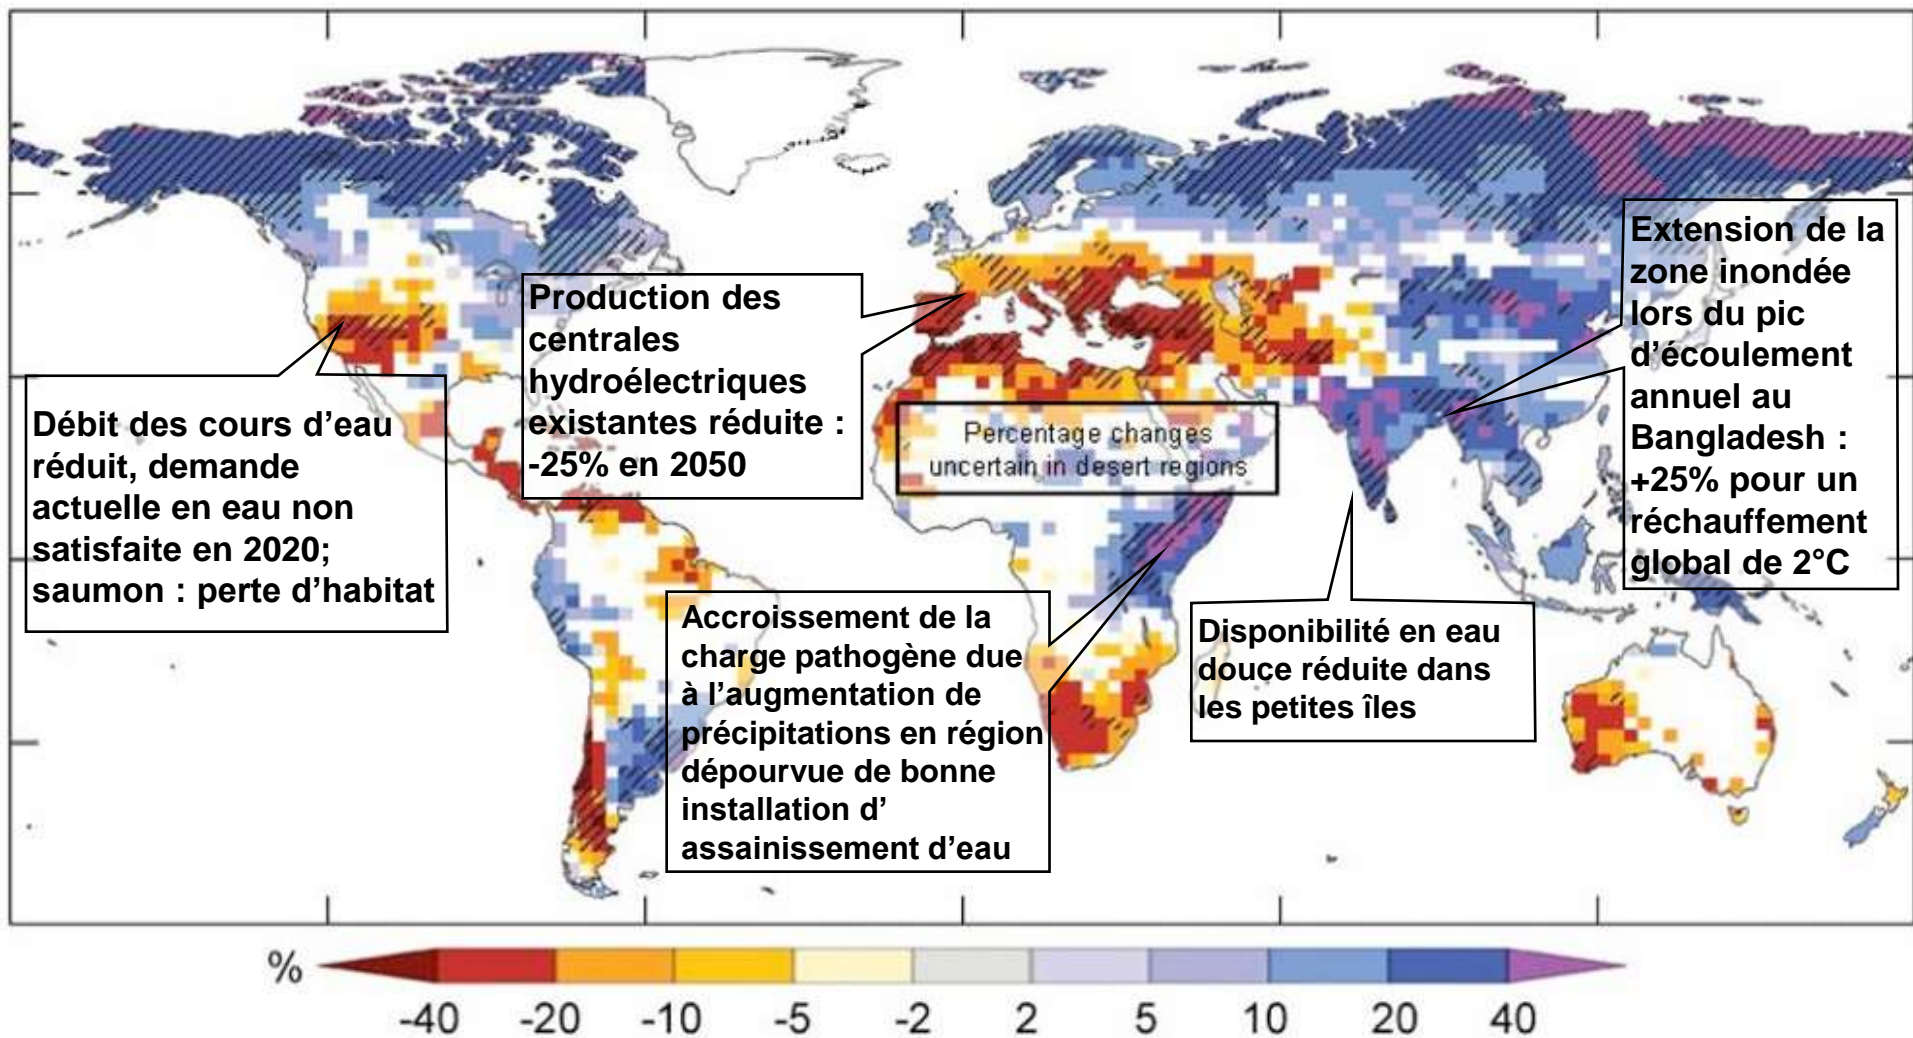 Débit des cours d’eau
réduit, demande
actuelle en eau non
satisfaite en 2020;
saumon : perte d’habitat
Production des
centrales
hydroélectriques
existantes réduite :
-25% en 2050
Percentage changes
uncertain in desert regions
Accroissement de la
charge pathogène due
à l’augmentation de
précipitations en région
dépourvue de bonne
installation d’
assainissement d’eau
Disponibilité en eau
douce réduite dans
les petites îles
Extension de la
zone inondée
lors du pic
d’écoulement
annuel au
Bangladesh :
+25% pour un
réchauffement
global de 2°C
%
-40 -20 -10 -5 -2 2 5 10 20 40